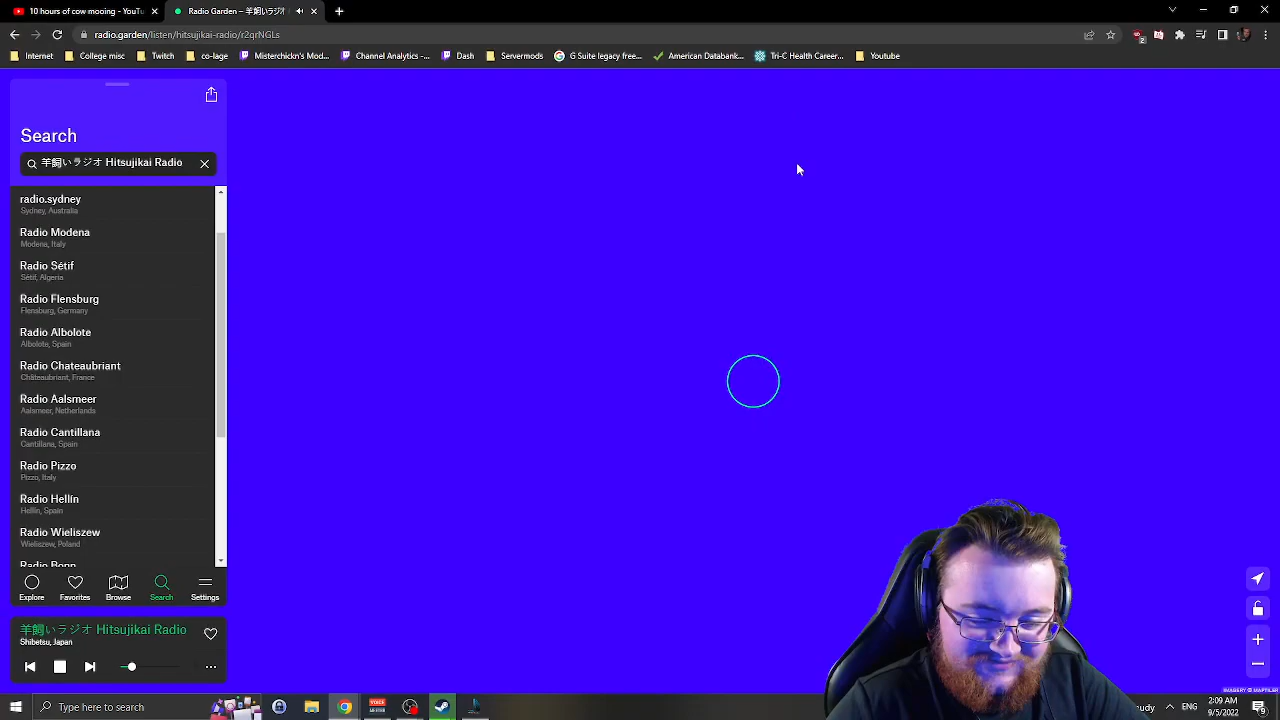 10 hours of cow mooing - YouTu
Radio Garden – 羊飼いラジオ
radio.garden/listen/hitsujikai-radio/r2qrNGLs
Internet
College misc
Twitch
co-lage
Misterchickn's Mod...
Channel Analytics -...
Dash
Servermods
G Suite legacy free...
American Databank...
Tri-C Health Career...
Youtube
2
Search
羊飼いラジオ Hitsujikai Radio
radio.sydney
Sydney, Australia
Radio Modena
Modena, Italy
Radio Sétif
Sétif, Algeria
Radio Flensburg
Flensburg, Germany
Radio Albolote
Albolote, Spain
Radio Chateaubriant
Châteaubriant, France
Radio Aalsmeer
Aalsmeer, Netherlands
Radio Cantillana
Cantillana, Spain
Radio Pizzo
Pizzo, Italy
Radio Hellín
Hellín, Spain
Radio Wieliszew
Wieliszew, Poland
Explore
Favorites
Browse
Search
Settings
羊飼いラジオ Hitsujikai Radio
Shibetsu, Japan
IMAGERY © MAPTILER
Type here to search
VOICE
oudy
ENG
2:09 AM
9/5/2022